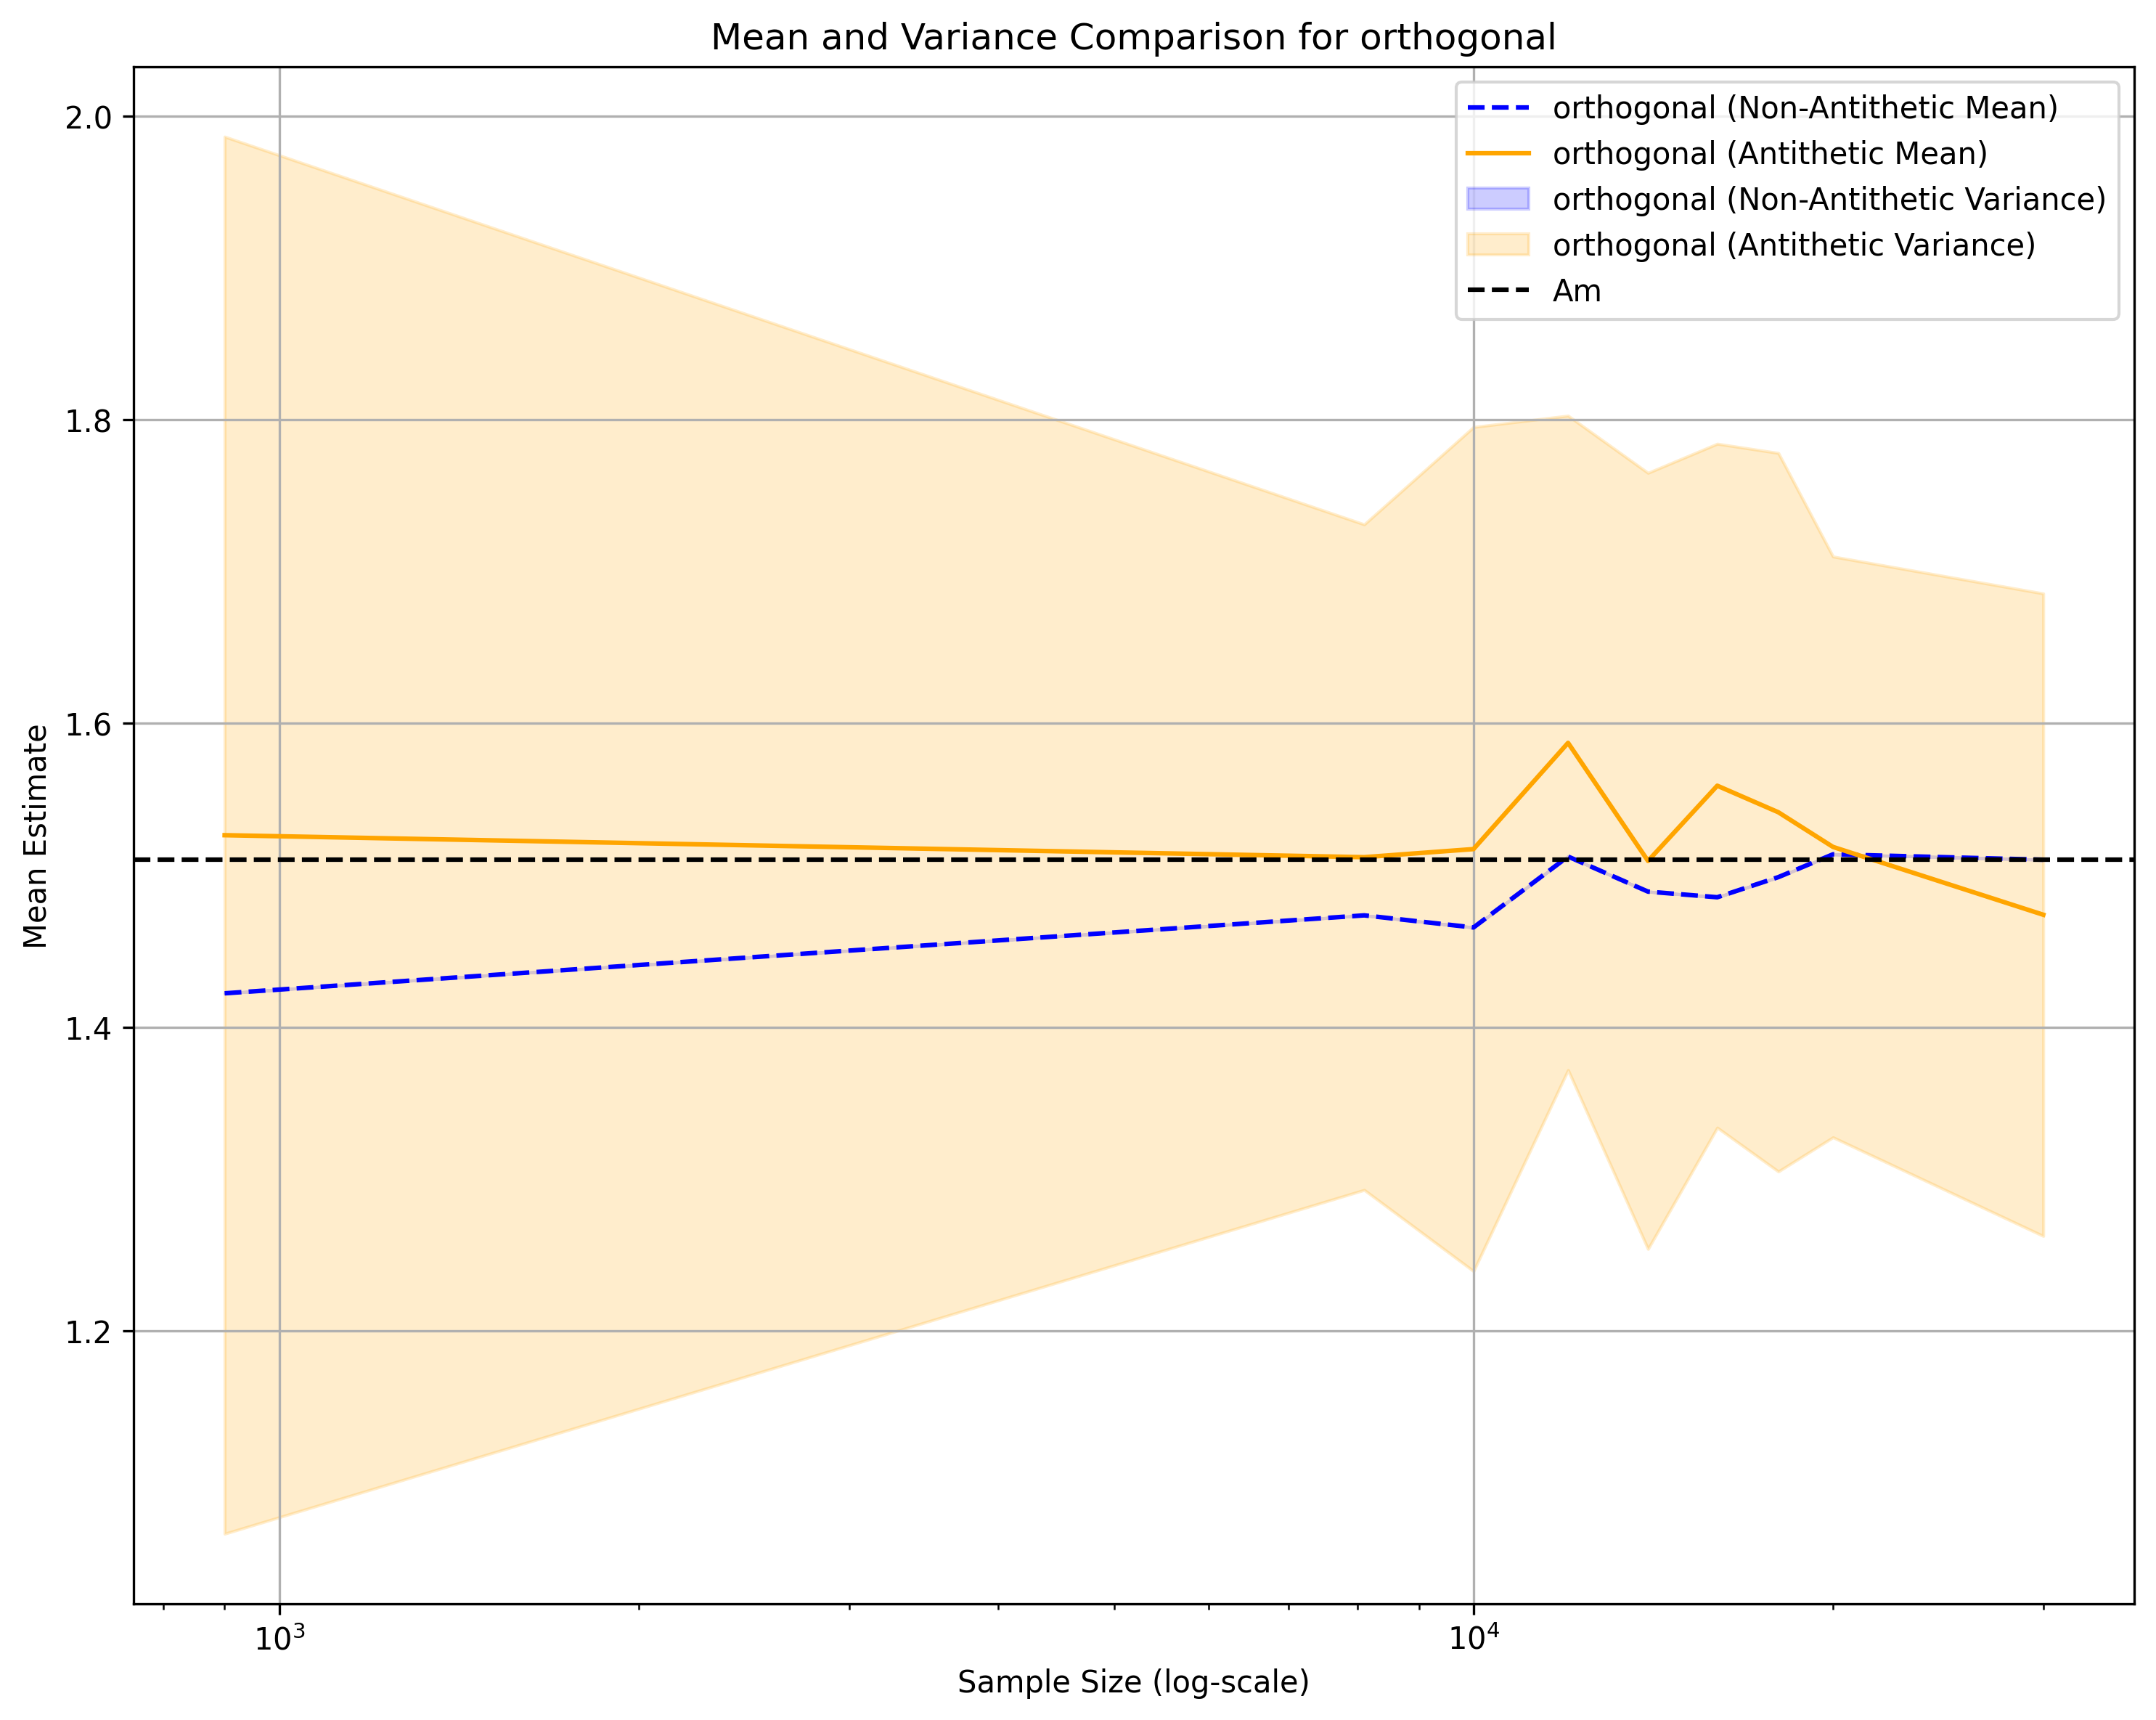 Mean and Variance Comparison for orthogonal
orthogonal (Non-Antithetic Mean)
orthogonal (Antithetic Mean)
orthogonal (Non-Antithetic Variance)
orthogonal (Antithetic Variance)
Am
Mean Estimate
2.0
1.8
1.6
1.4
1.2
10³
10⁴
Sample Size (log-scale)